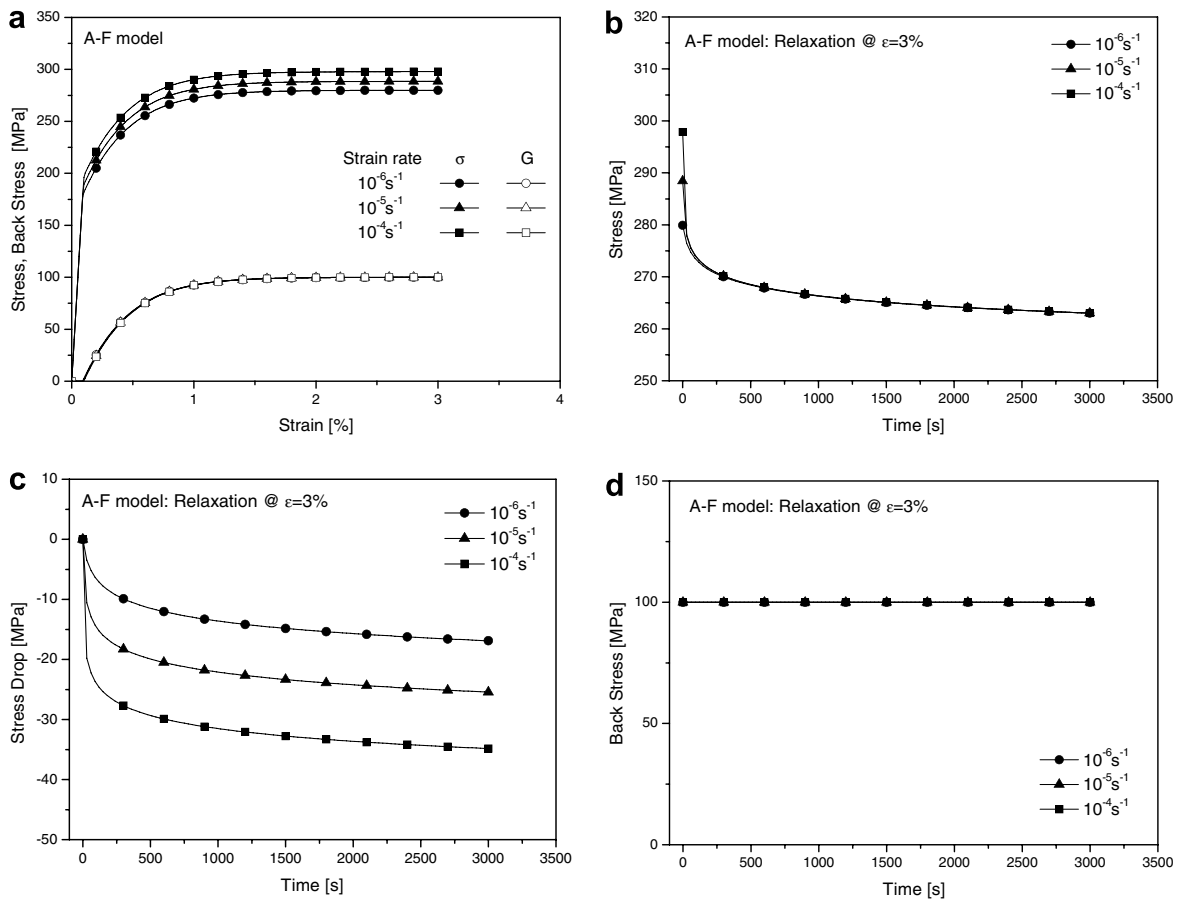 a
A-F model
350
300
250
200
150
100
50
0
Stress, Back Stress [MPa]
Strain rate σ G
10⁻⁶s⁻¹
10⁻⁵s⁻¹
10⁻⁴s⁻¹
0 1 2 3 4
Strain [%]
b
A-F model: Relaxation @ ε=3%
10⁻⁶s⁻¹
10⁻⁵s⁻¹
10⁻⁴s⁻¹
320
310
300
290
280
270
260
250
Stress [MPa]
0 500 1000 1500 2000 2500 3000 3500
Time [s]
c
A-F model: Relaxation @ ε=3%
10⁻⁶s⁻¹
10⁻⁵s⁻¹
10⁻⁴s⁻¹
10
0
-10
-20
-30
-40
-50
Stress Drop [MPa]
0 500 1000 1500 2000 2500 3000 3500
Time [s]
d
A-F model: Relaxation @ ε=3%
150
100
50
0
Back Stress [MPa]
10⁻⁶s⁻¹
10⁻⁵s⁻¹
10⁻⁴s⁻¹
0 500 1000 1500 2000 2500 3000 3500
Time [s]